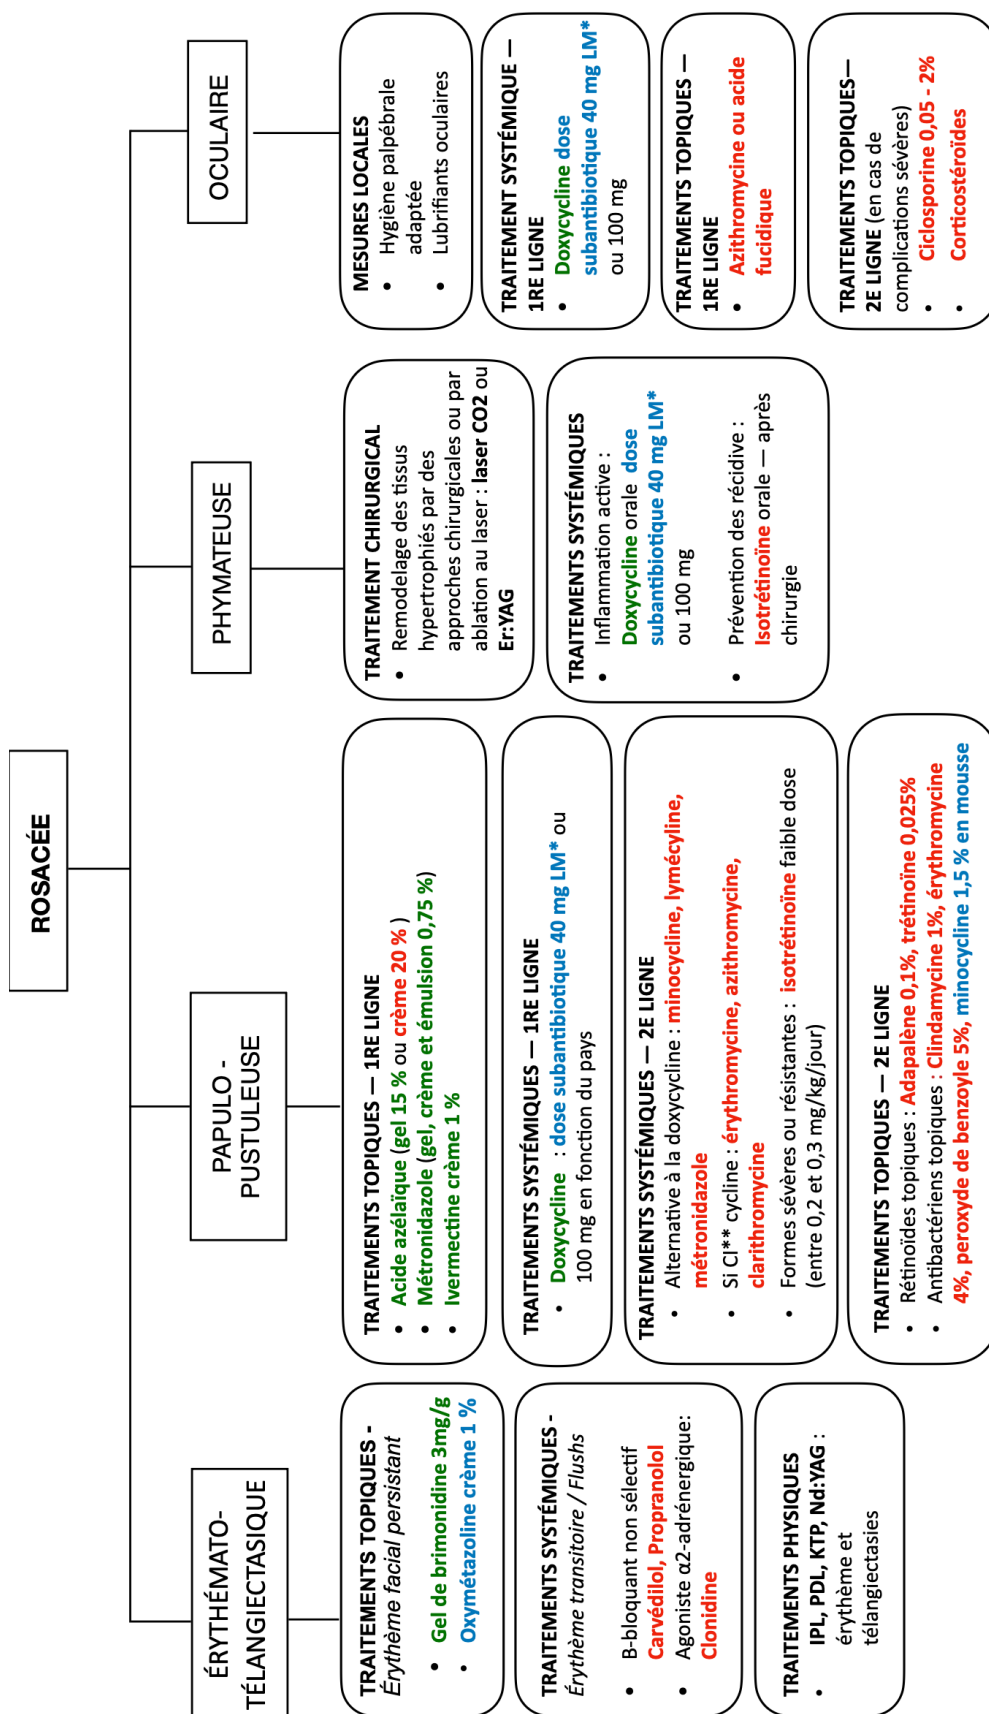 ROSACÉE
ÉRYTHÉMATO-
TÉLANGIECTASIQUE
TRAITEMENTS TOPIQUES -
Érythème facial persistant
• Gel de brimonidine 3mg/g
• Oxymétazoline crème 1 %
TRAITEMENTS SYSTÉMIQUES -
Érythème transitoire / Flushs
• B-bloquant non sélectif
Carvédilol, Propranolol
• Agoniste α2-adrénergique:
Clonidine
TRAITEMENTS PHYSIQUES
• IPL, PDL, KTP, Nd:YAG :
érythème et
télangiectasies
PAPULO -
PUSTULEUSE
TRAITEMENTS TOPIQUES — 1RE LIGNE
• Acide azélaïque (gel 15 % ou crème 20 % )
• Métronidazole (gel, crème et émulsion 0,75 %)
• Ivermectine crème 1 %
TRAITEMENTS SYSTÉMIQUES — 1RE LIGNE
• Doxycycline : dose subantibiotique 40 mg LM* ou
100 mg en fonction du pays
TRAITEMENTS SYSTÉMIQUES — 2E LIGNE
• Alternative à la doxycycline : minocycline, lymécyline,
métronidazole
• Si CI** cycline : érythromycine, azithromycine,
clarithromycine
• Formes sévères ou résistantes : isotrétinoïne faible dose
(entre 0,2 et 0,3 mg/kg/jour)
TRAITEMENTS TOPIQUES — 2E LIGNE
• Rétinoïdes topiques : Adapalène 0,1%, trétinoïne 0,025%
• Antibactériens topiques : Clindamycine 1%, érythromycine
4%, peroxyde de benzoyle 5%, minocycline 1,5 % en mousse
PHYMATEUSE
TRAITEMENT CHIRURGICAL
• Remodelage des tissus
hypertrophiés par des
approches chirurgicales ou par
ablation au laser : laser CO2 ou
Er:YAG
TRAITEMENTS SYSTÉMIQUES
• Inflammation active :
Doxycycline orale dose
subantibiotique 40 mg LM*
ou 100 mg
• Prévention des récidive :
Isotrétinoïne orale — après
chirurgie
OCULAIRE
MESURES LOCALES
• Hygiène palpébrale
adaptée
• Lubrifiants oculaires
TRAITEMENT SYSTÉMIQUE —
1RE LIGNE
• Doxycycline dose
subantibiotique 40 mg LM*
ou 100 mg
TRAITEMENTS TOPIQUES —
1RE LIGNE
• Azithromycine ou acide
fucidique
TRAITEMENTS TOPIQUES—
2E LIGNE (en cas de
complications sévères)
• Ciclosporine 0,05 - 2%
• Corticostéroïdes